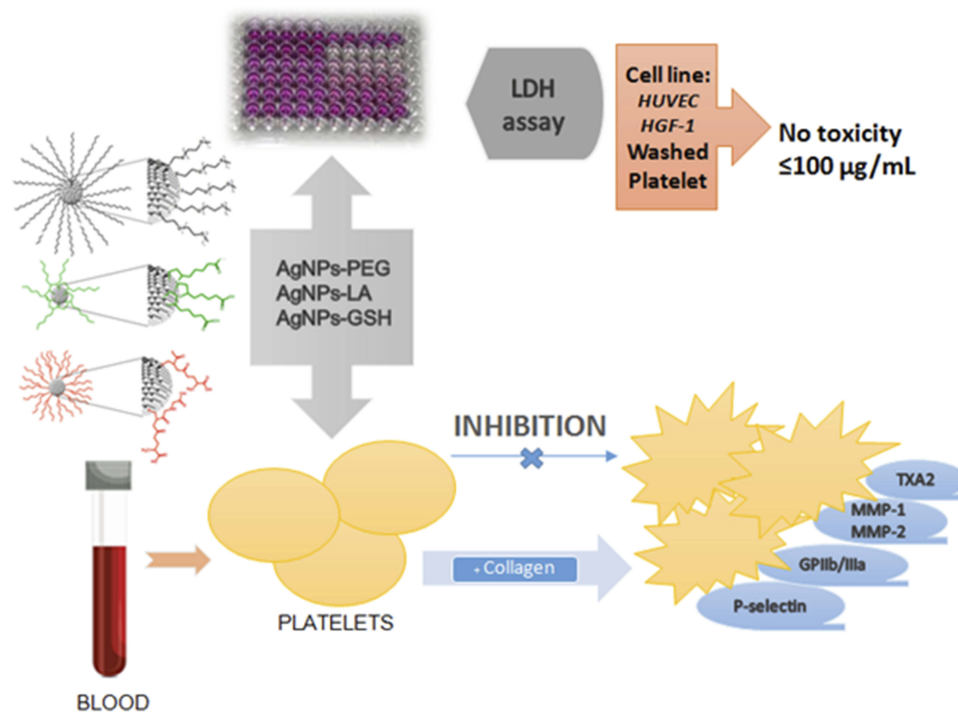 LDH
assay
Cell line:
HUVEC
HGF-1
Washed
Platelet
No toxicity
≤100 µg/mL
AgNPs-PEG
AgNPs-LA
AgNPs-GSH
INHIBITION
+ Collagen
TXA2
MMP-1
MMP-2
GPIIb/IIIa
P-selectin
PLATELETS
BLOOD